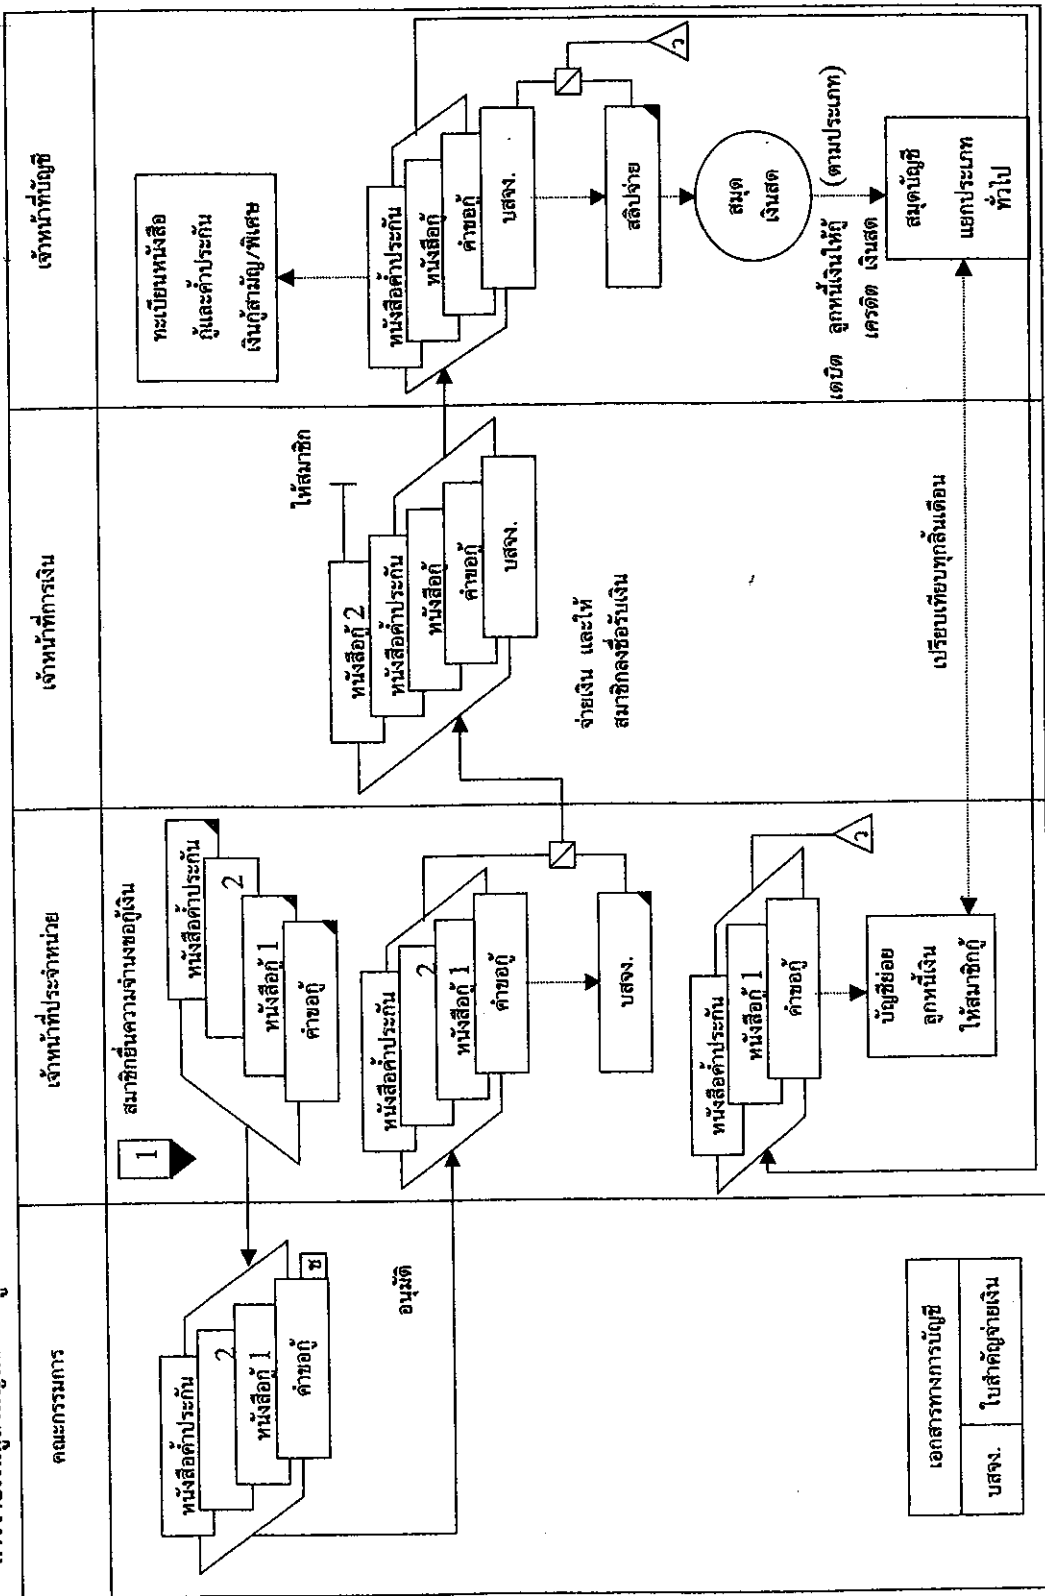 คณะกรรมการ
เจ้าหน้าที่ประจำหน่วย
เจ้าหน้าที่การเงิน
เจ้าหน้าที่บัญชี
หนังสือค้ำประกัน
2
หนังสือกู้ 1
คำขอกู้
ช
อนุมัติ
เอกสารทางการบัญชี
บสจง.
ใบสำคัญจ่ายเงิน
1
สมาชิกยื่นความจำนงขอกู้เงิน
หนังสือค้ำประกัน
2
หนังสือกู้ 1
คำขอกู้
หนังสือค้ำประกัน
2
หนังสือกู้ 1
คำขอกู้
บสจง.
หนังสือค้ำประกัน
หนังสือกู้ 1
คำขอกู้
ว
บัญชีย่อย
ลูกหนี้เงิน
ให้สมาชิกกู้
ให้สมาชิก
หนังสือกู้ 2
หนังสือค้ำประกัน
หนังสือกู้
คำขอกู้
บสจง.
จ่ายเงิน และให้
สมาชิกลงชื่อรับเงิน
เปรียบเทียบทุกสิ้นเดือน
ทะเบียนหนังสือ
กู้และค้ำประกัน
เงินกู้สามัญ/พิเศษ
หนังสือค้ำประกัน
หนังสือกู้
คำขอกู้
บสจง.
ว
สลิปจ่าย
สมุด
เงินสด
เดบิต ลูกหนี้เงินให้กู้ (ตามประเภท)
เครดิต เงินสด
สมุดบัญชี
แยกประเภท
ทั่วไป